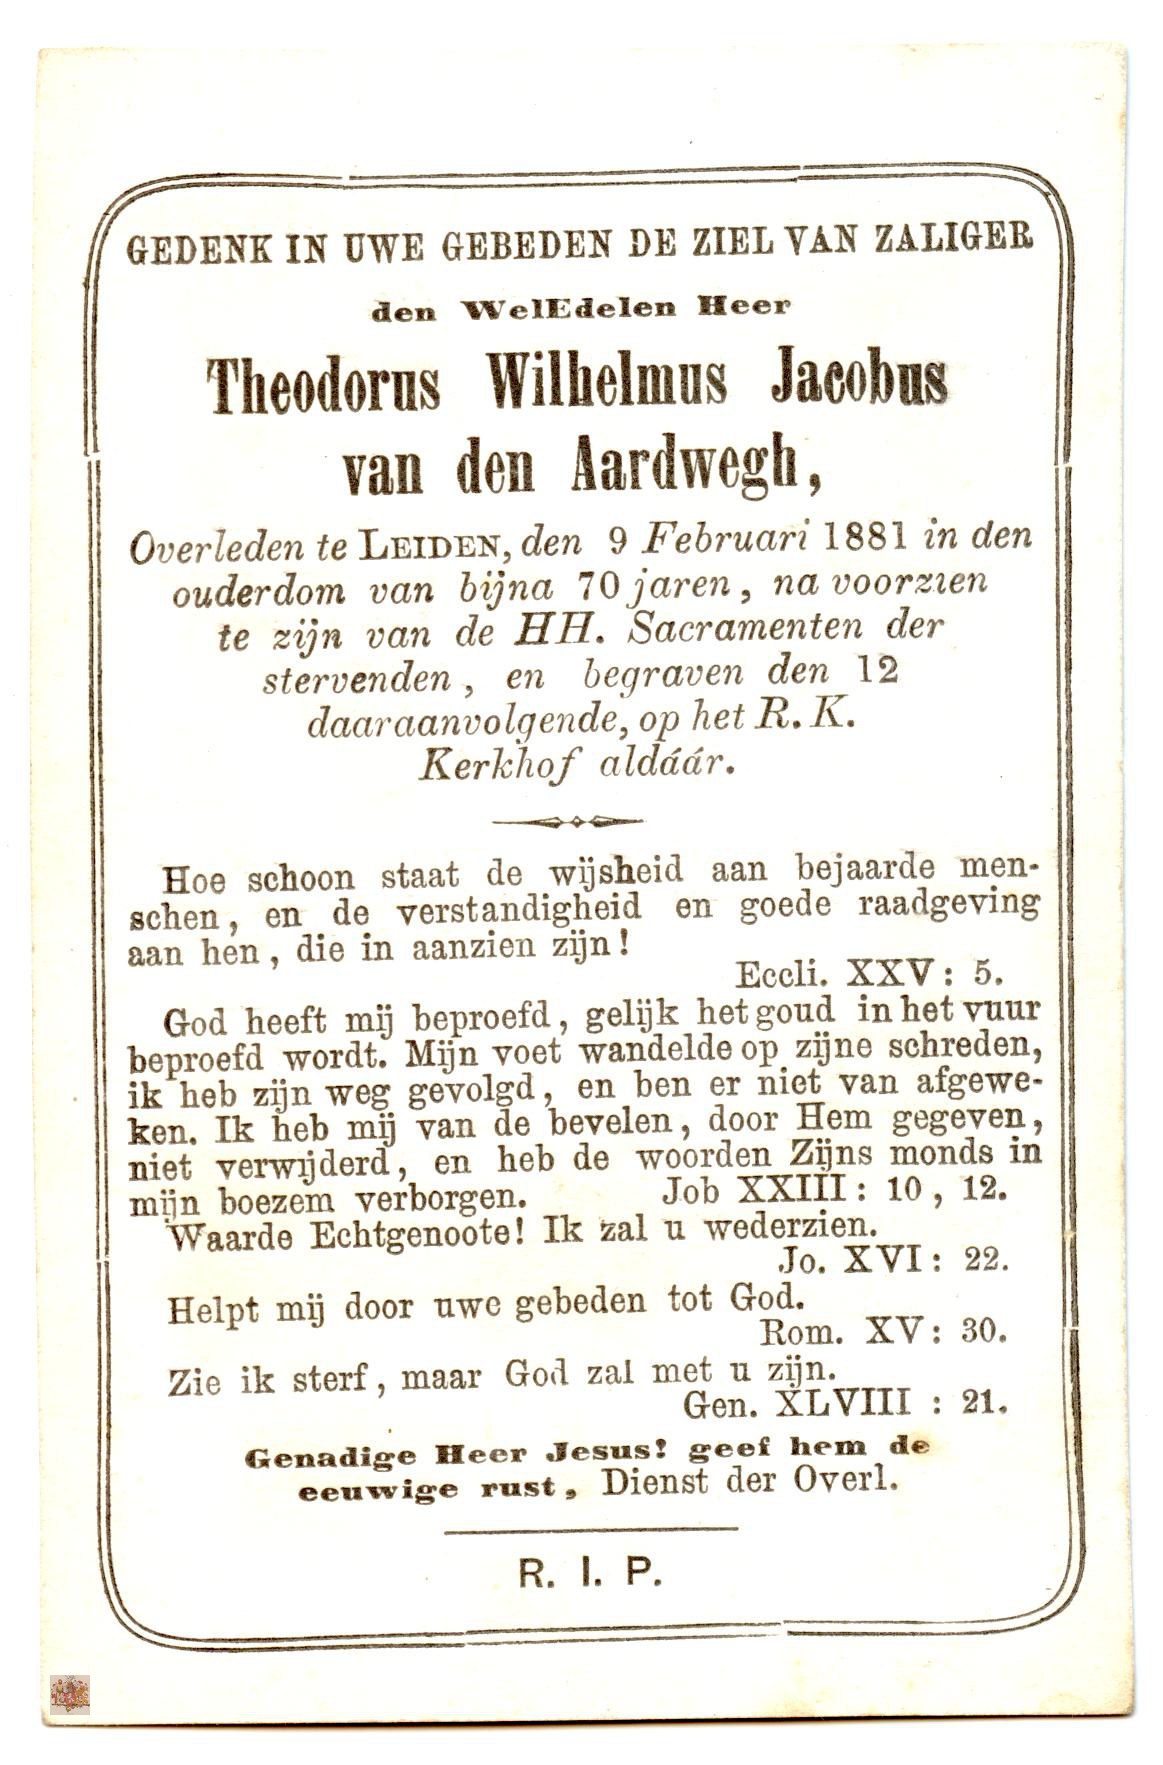 GEDENK IN UWE GEBEDEN DE ZIEL VAN ZALIGER
den WelEdelen Heer
Theodorus Wilhelmus Jacobus
van den Aardwegh,
Overleden te LEIDEN, den 9 Februari 1881 in den
ouderdom van bijna 70 jaren, na voorzien
te zijn van de HH. Sacramenten der
stervenden, en begraven den 12
daaraanvolgende, op het R. K.
Kerkhof aldáár.
Hoe schoon staat de wijsheid aan bejaarde men-
schen, en de verstandigheid en goede raadgeving
aan hen, die in aanzien zijn!
Eccli. XXV: 5.
God heeft mij beproefd, gelijk het goud in het vuur
beproefd wordt. Mijn voet wandelde op zijne schreden,
ik heb zijn weg gevolgd, en ben er niet van afgewe-
ken. Ik heb mij van de bevelen, door Hem gegeven,
niet verwijderd, en heb de woorden Zijns monds in
mijn boezem verborgen. Job XXIII: 10, 12.
Waarde Echtgenoote! Ik zal u wederzien.
Jo. XVI: 22.
Helpt mij door uwe gebeden tot God.
Rom. XV: 30.
Zie ik sterf, maar God zal met u zijn.
Gen. XLVIII : 21.
Genadige Heer Jesus! geef hem de
eeuwige rust, Dienst der Overl.
R. I. P.